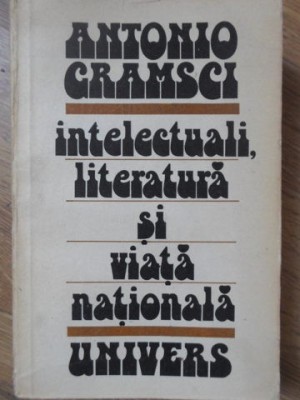 ANTONIO
GRAMSCI
intelectuali,
literatură
și
viață
națională
UNIVERS